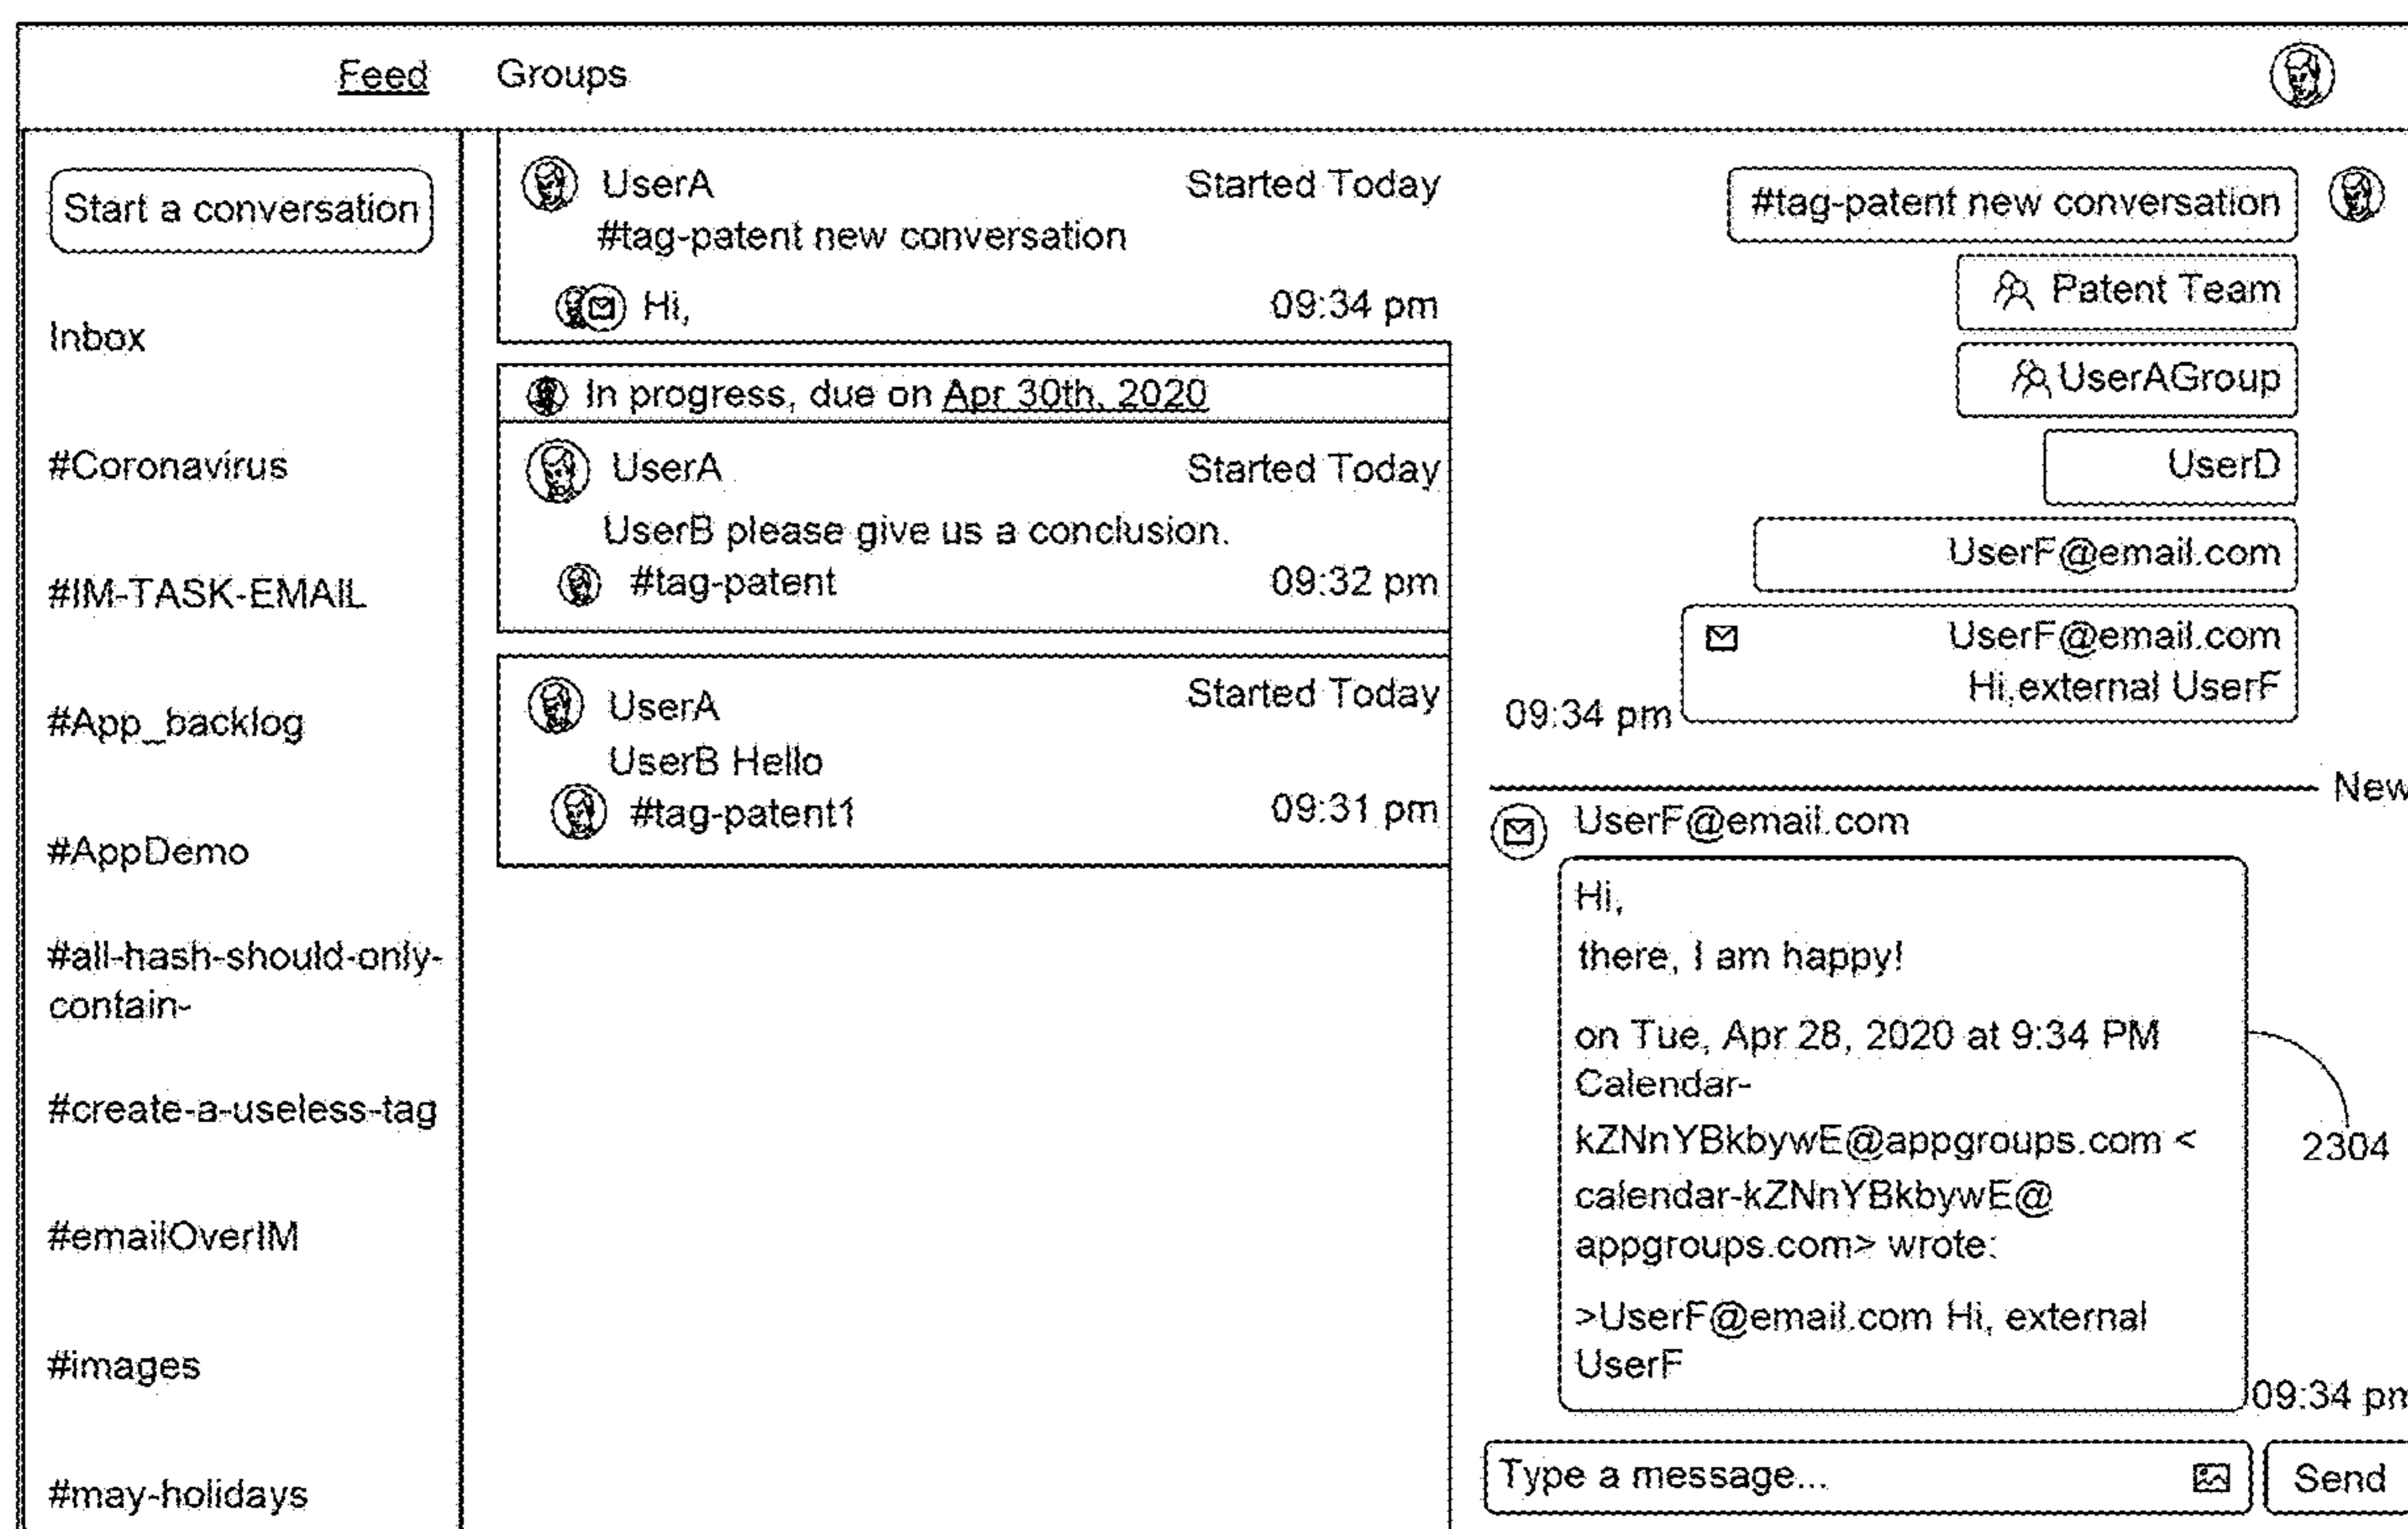 Feed
Groups
Start a conversation
Inbox
#Coronavirus
#IM-TASK-EMAIL
#App_backlog
#AppDemo
#all-hash-should-only-
contain-
#create-a-useless-tag
#emailOverIM
#images
#may-holidays
UserA Started Today
#tag-patent new conversation
Hi, 09:34 pm
In progress, due on Apr 30th, 2020
UserA Started Today
UserB please give us a conclusion.
#tag-patent 09:32 pm
UserA Started Today
UserB Hello
#tag-patent1 09:31 pm
#tag-patent new conversation
Patent Team
UserAGroup
UserD
UserF@email.com
UserF@email.com
Hi,external UserF
09:34 pm
New
UserF@email.com
Hi,
there, I am happy!
on Tue, Apr 28, 2020 at 9:34 PM
Calendar-
kZNnYBkbywE@appgroups.com <
calendar-kZNnYBkbywE@
appgroups.com> wrote:
>UserF@email.com Hi, external
UserF
09:34 pm
2304
Type a message...
Send